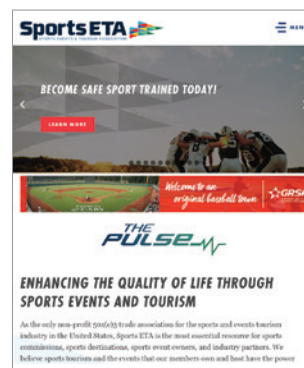 Sports ETA
SPORTS EVENTS & TOURISM ASSOCIATION
MENU
BECOME SAFE SPORT TRAINED TODAY!
LEARN MORE
Welcome to an
original baseball town
GRSP
THE
PULSE
ENHANCING THE QUALITY OF LIFE THROUGH
SPORTS EVENTS AND TOURISM
As the only non-profit 501(c)3 trade association for the sports and events tourism
industry in the United States, Sports ETA is the most essential resource for sports
commissions, sports destinations, sports event owners, and industry partners. We
believe sports tourism and the events that our members own and host have the power